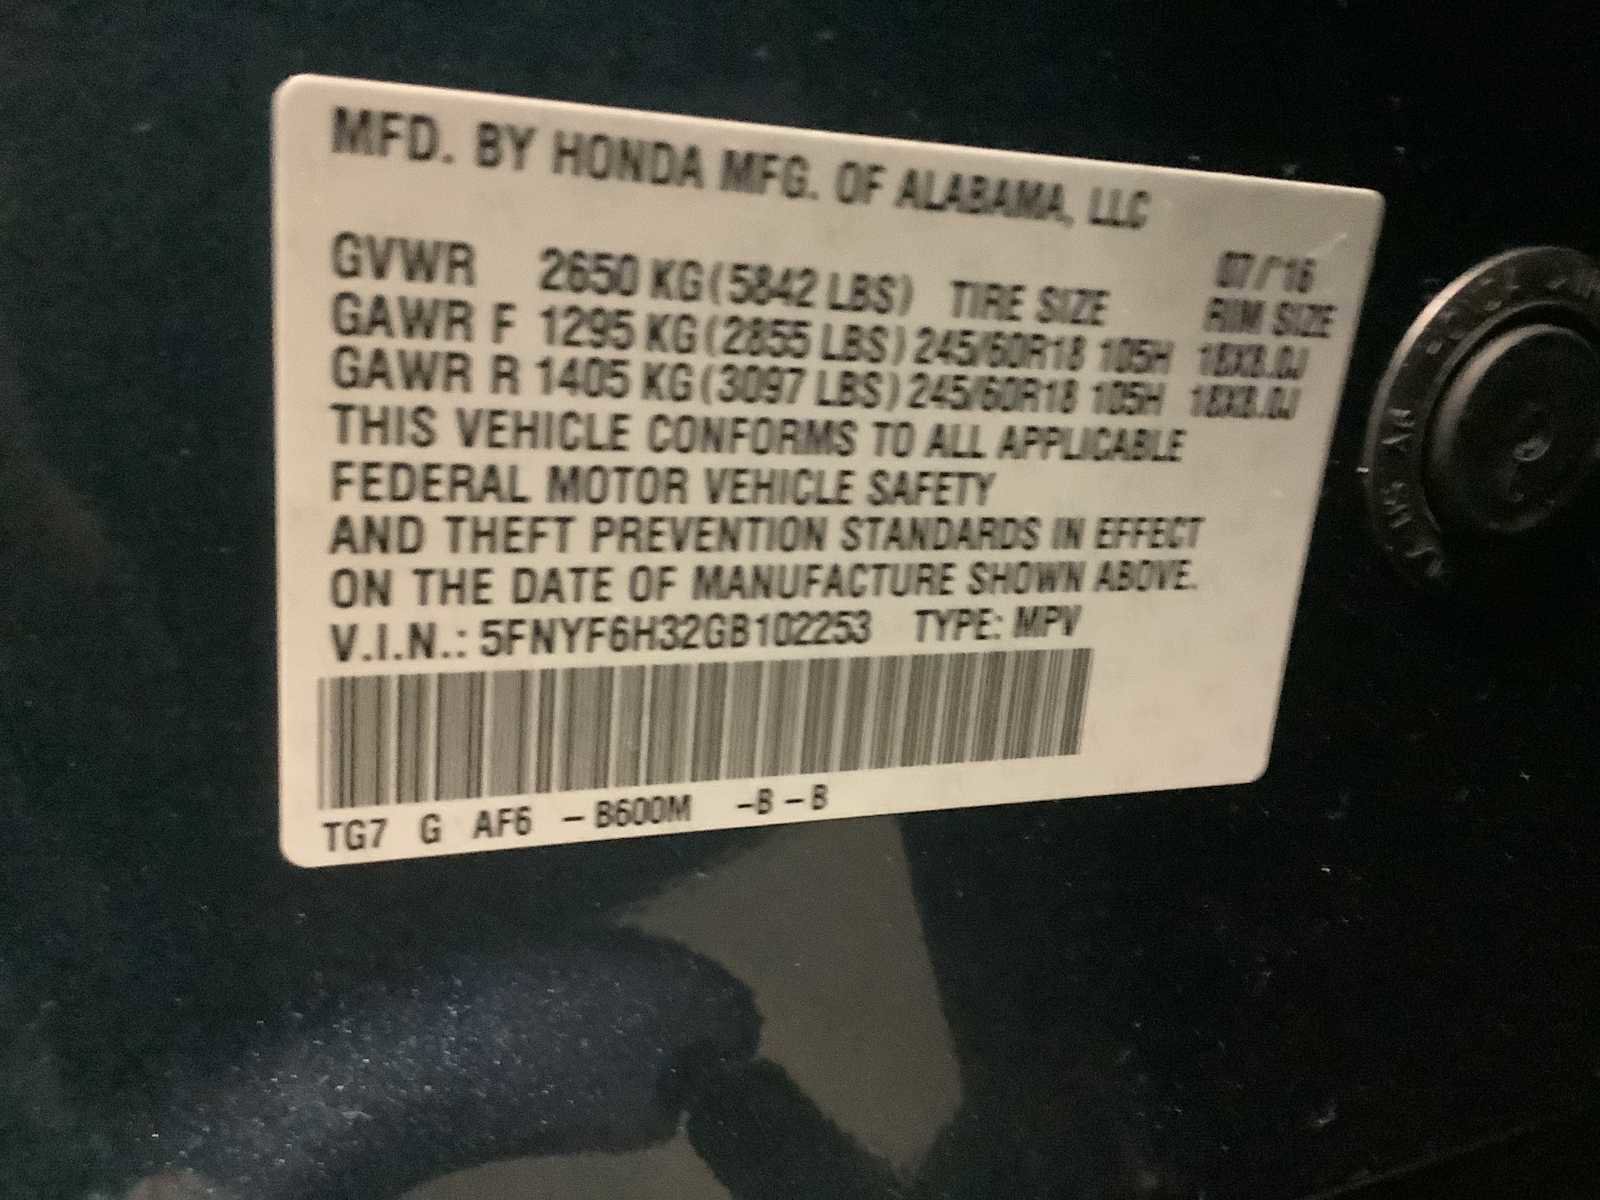 MFD. BY HONDA MFG. OF ALABAMA, LLC
07/'16
GVWR 2650 KG (5842 LBS) TIRE SIZE RIM SIZE
GAWR F 1295 KG (2855 LBS) 245/60R18 105H 18X8.0J
GAWR R 1405 KG (3097 LBS) 245/60R18 105H 18X8.0J
THIS VEHICLE CONFORMS TO ALL APPLICABLE
FEDERAL MOTOR VEHICLE SAFETY
AND THEFT PREVENTION STANDARDS IN EFFECT
ON THE DATE OF MANUFACTURE SHOWN ABOVE.
V.I.N.: 5FNYF6H32GB102253 TYPE: MPV
TG7 G AF6 – B600M –B – B